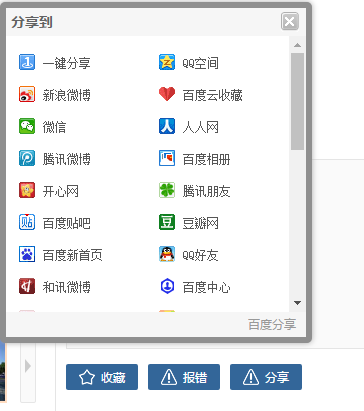 分享到
一键分享 QQ空间
新浪微博 百度云收藏
微信 人人网
腾讯微博 百度相册
开心网 腾讯朋友
百度贴吧 豆瓣网
百度新首页 QQ好友
和讯微博 百度中心
百度分享
收藏 报错 分享